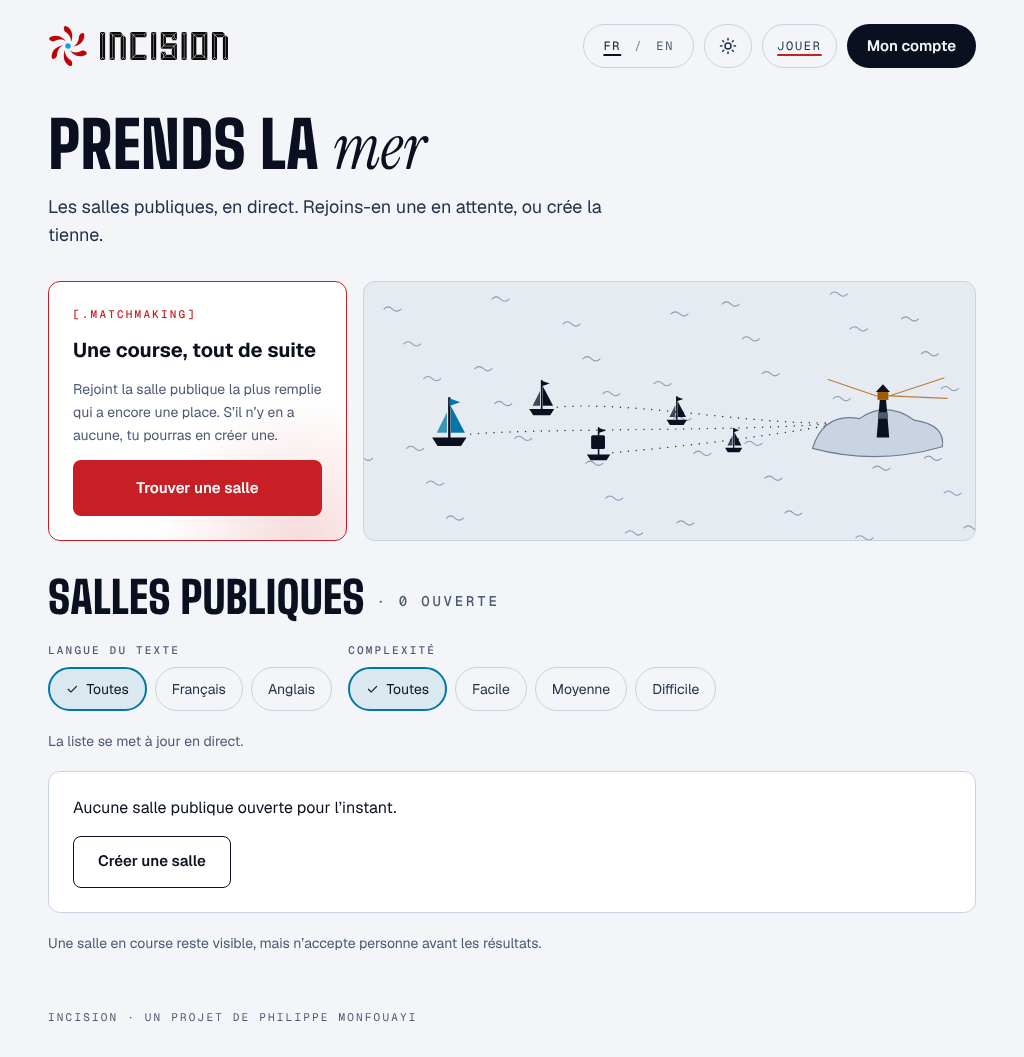 INCISION
FR / EN
JOUER
Mon compte
PRENDS LA mer
Les salles publiques, en direct. Rejoins-en une en attente, ou crée la
tienne.
[.MATCHMAKING]
Une course, tout de suite
Rejoint la salle publique la plus remplie
qui a encore une place. S’il n’y en a
aucune, tu pourras en créer une.
Trouver une salle
SALLES PUBLIQUES · 0 OUVERTE
LANGUE DU TEXTE
Toutes
Français
Anglais
COMPLEXITÉ
Toutes
Facile
Moyenne
Difficile
La liste se met à jour en direct.
Aucune salle publique ouverte pour l’instant.
Créer une salle
Une salle en course reste visible, mais n’accepte personne avant les résultats.
INCISION · UN PROJET DE PHILIPPE MONFOUAYI